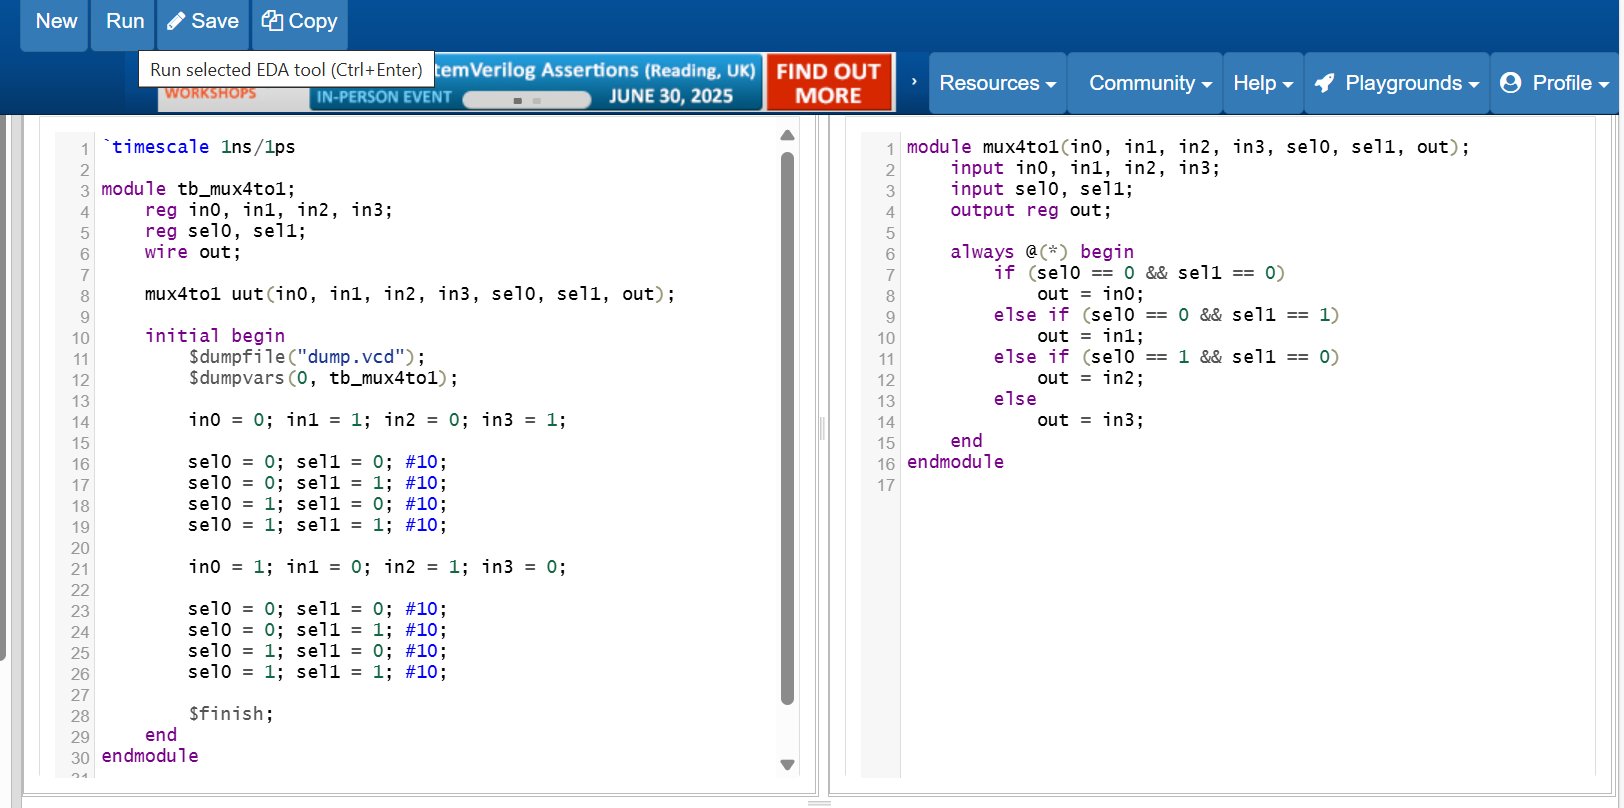 New Run Save Copy
Run selected EDA tool (Ctrl+Enter)
WORKSHOPS
temVerilog Assertions (Reading, UK)
IN-PERSON EVENT
JUNE 30, 2025
FIND OUT
MORE
Resources Community Help Playgrounds Profile
1 `timescale 1ns/1ps
2
3 module tb_mux4to1;
4     reg in0, in1, in2, in3;
5     reg sel0, sel1;
6     wire out;
7
8     mux4to1 uut(in0, in1, in2, in3, sel0, sel1, out);
9
10     initial begin
11         $dumpfile("dump.vcd");
12         $dumpvars(0, tb_mux4to1);
13
14         in0 = 0; in1 = 1; in2 = 0; in3 = 1;
15
16         sel0 = 0; sel1 = 0; #10;
17         sel0 = 0; sel1 = 1; #10;
18         sel0 = 1; sel1 = 0; #10;
19         sel0 = 1; sel1 = 1; #10;
20
21         in0 = 1; in1 = 0; in2 = 1; in3 = 0;
22
23         sel0 = 0; sel1 = 0; #10;
24         sel0 = 0; sel1 = 1; #10;
25         sel0 = 1; sel1 = 0; #10;
26         sel0 = 1; sel1 = 1; #10;
27
28         $finish;
29     end
30 endmodule
31
1 module mux4to1(in0, in1, in2, in3, sel0, sel1, out);
2     input in0, in1, in2, in3;
3     input sel0, sel1;
4     output reg out;
5
6     always @(*) begin
7         if (sel0 == 0 && sel1 == 0)
8             out = in0;
9         else if (sel0 == 0 && sel1 == 1)
10             out = in1;
11         else if (sel0 == 1 && sel1 == 0)
12             out = in2;
13         else
14             out = in3;
15     end
16 endmodule
17